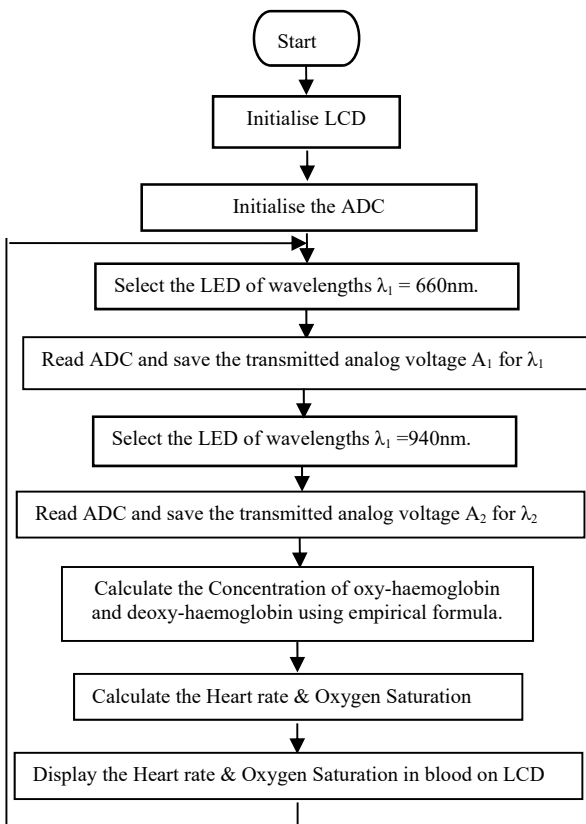 Start
Initialise LCD
Initialise the ADC
Select the LED of wavelengths λ₁ = 660nm.
Read ADC and save the transmitted analog voltage A₁ for λ₁
Select the LED of wavelengths λ₁ =940nm.
Read ADC and save the transmitted analog voltage A₂ for λ₂
Calculate the Concentration of oxy-haemoglobin
and deoxy-haemoglobin using empirical formula.
Calculate the Heart rate & Oxygen Saturation
Display the Heart rate & Oxygen Saturation in blood on LCD